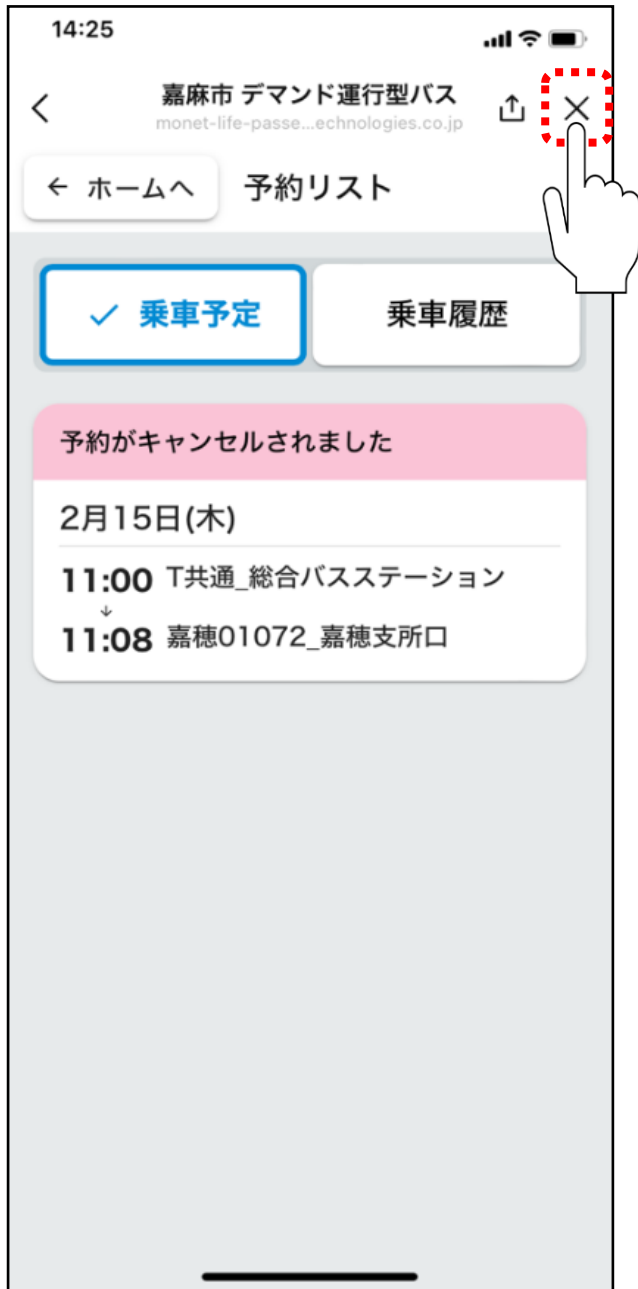 14:25
嘉麻市 デマンド運行型バス
monet-life-passe...echnologies.co.jp
← ホームへ 予約リスト
✓ 乗車予定 乗車履歴
予約がキャンセルされました
2月15日(木)
11:00 T共通_総合バスステーション
↓
11:08 嘉穂01072_嘉穂支所口